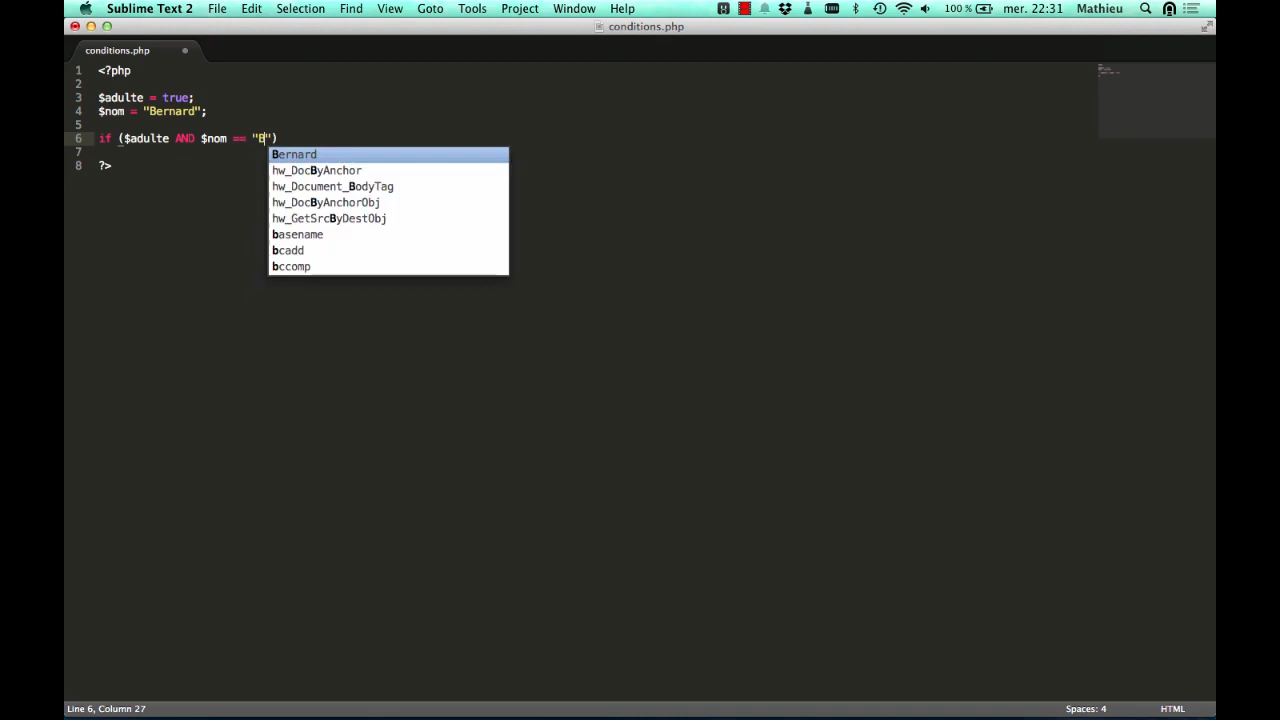 Sublime Text 2 File Edit Selection Find View Goto Tools Project Window Help 100 % mer. 22:31 Mathieu
conditions.php
conditions.php
1 <?php
2
3 $adulte = true;
4 $nom = "Bernard";
5
6 if ($adulte AND $nom == "B")
7
8 ?>
Bernard
hw_DocByAnchor
hw_Document_BodyTag
hw_DocByAnchorObj
hw_GetSrcByDestObj
basename
bcadd
bccomp
Line 6, Column 27 Spaces: 4 HTML